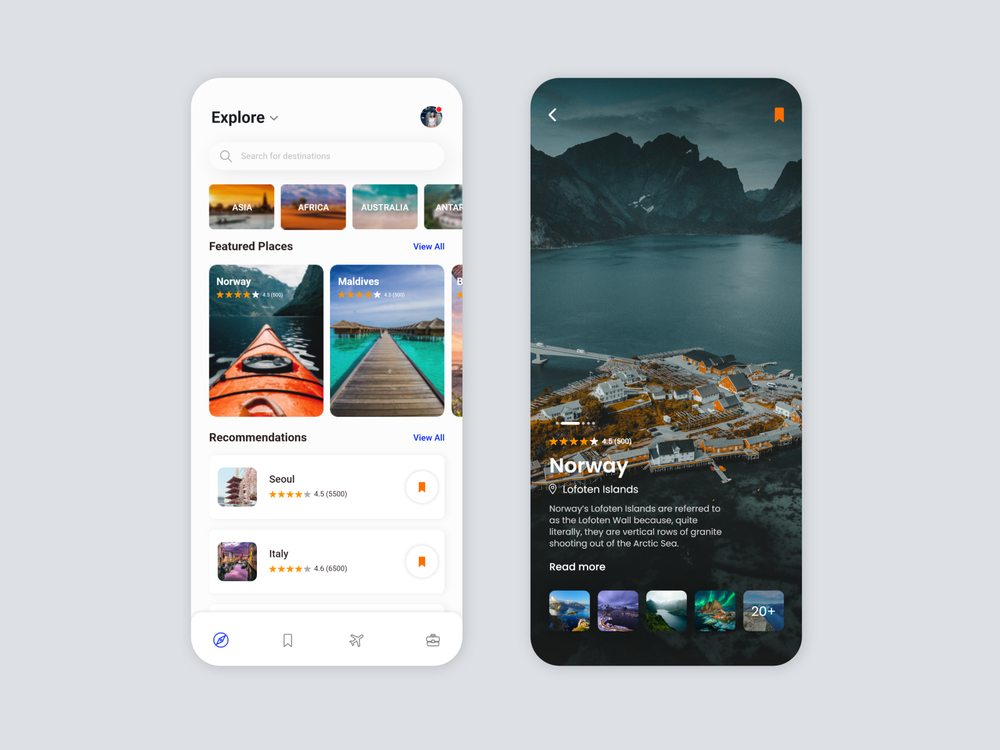 Explore
Search for destinations
ASIA
AFRICA
AUSTRALIA
ANTAR
Featured Places
View All
Norway
4.5 (500)
Maldives
4.5 (500)
B
Recommendations
View All
Seoul
4.5 (5500)
Italy
4.6 (6500)
4.5 (500)
Norway
Lofoten Islands
Norway's Lofoten Islands are referred to
as the Lofoten Wall because, quite
literally, they are vertical rows of granite
shooting out of the Arctic Sea.
Read more
20+